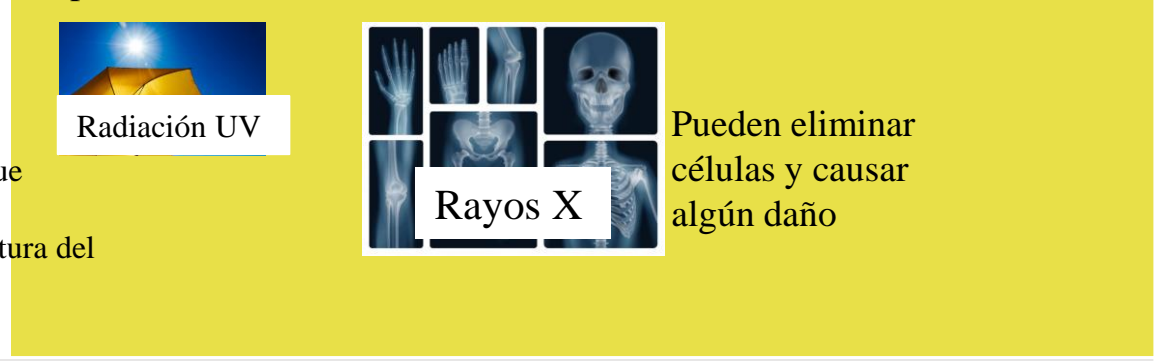 Radiación UV
Pueden eliminar
células y causar
algún daño
Rayos X
ue
tura del